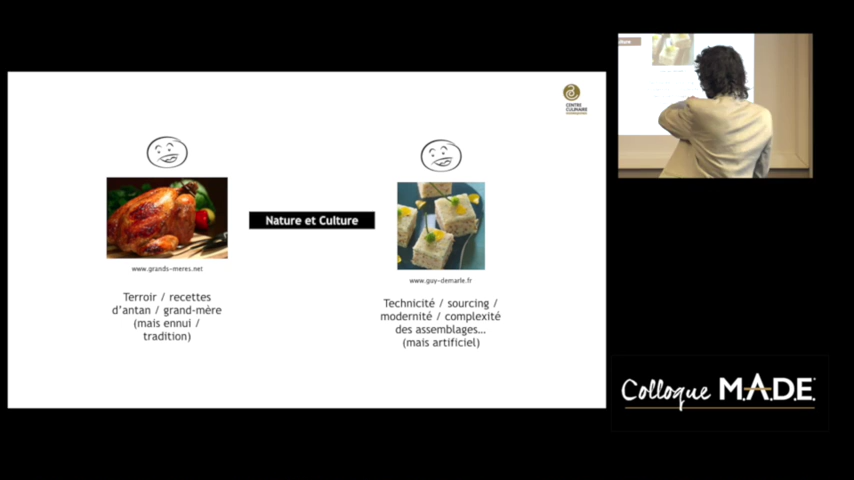 CENTRE
CULINAIRE
Nature et Culture
www.grands-meres.net
Terroir / recettes
d'antan / grand-mère
(mais ennui /
tradition)
www.guy-demarle.fr
Technicité / sourcing /
modernité / complexité
des assemblages...
(mais artificiel)
Colloque M.A.D.E.